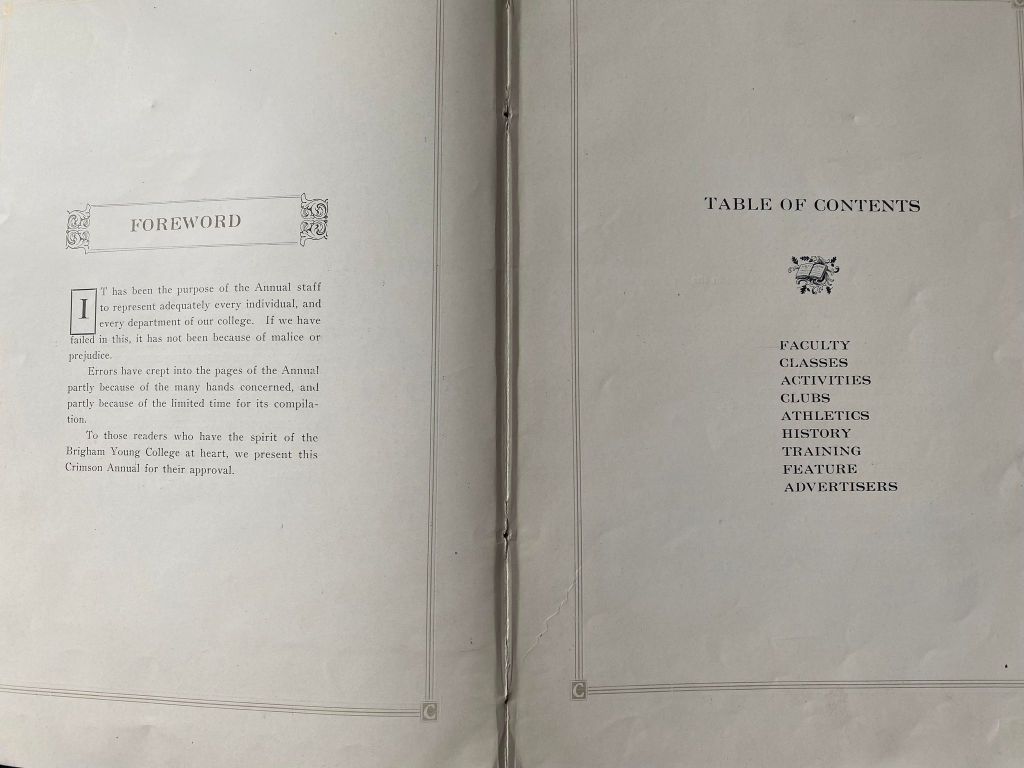 FOREWORD
IT has been the purpose of the Annual staff
to represent adequately every individual, and
every department of our college. If we have
failed in this, it has not been because of malice or
prejudice.
Errors have crept into the pages of the Annual
partly because of the many hands concerned, and
partly because of the limited time for its compila-
tion.
To those readers who have the spirit of the
Brigham Young College at heart, we present this
Crimson Annual for their approval.
C
TABLE OF CONTENTS
FACULTY
CLASSES
ACTIVITIES
CLUBS
ATHLETICS
HISTORY
TRAINING
FEATURE
ADVERTISERS
C